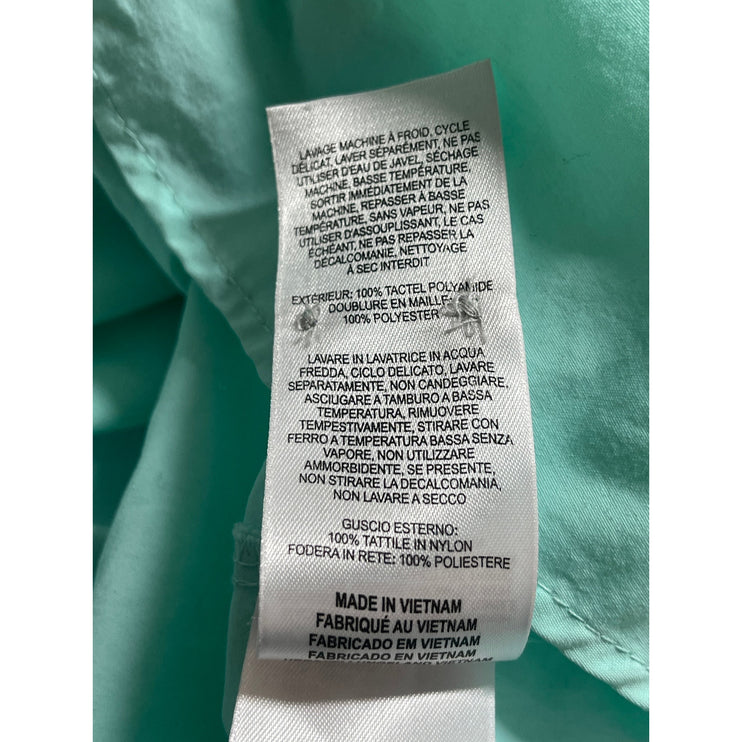 LAVAGE MACHINE À FROID, CYCLE
DÉLICAT, LAVER SÉPARÉMENT, NE PAS
UTILISER D'EAU DE JAVEL, SÉCHAGE
MACHINE, BASSE TEMPÉRATURE,
SORTIR IMMÉDIATEMENT DE LA
MACHINE, REPASSER À BASSE
TEMPÉRATURE, SANS VAPEUR, NE PAS
UTILISER D'ASSOUPLISSANT, LE CAS
ÉCHÉANT, NE PAS REPASSER LA
DÉCALCOMANIE, NETTOYAGE
À SEC INTERDIT
EXTÉRIEUR: 100% TACTEL POLYAMIDE
DOUBLURE EN MAILLE:
100% POLYESTER
LAVARE IN LAVATRICE IN ACQUA
FREDDA, CICLO DELICATO, LAVARE
SEPARATAMENTE, NON CANDEGGIARE,
ASCIUGARE A TAMBURO A BASSA
TEMPERATURA, RIMUOVERE
TEMPESTIVAMENTE, STIRARE CON
FERRO A TEMPERATURA BASSA SENZA
VAPORE, NON UTILIZZARE
AMMORBIDENTE, SE PRESENTE,
NON STIRARE LA DECALCOMANIA,
NON LAVARE A SECCO
GUSCIO ESTERNO:
100% TATTILE IN NYLON
FODERA IN RETE: 100% POLIESTERE
MADE IN VIETNAM
FABRIQUÉ AU VIETNAM
FABRICADO EM VIETNAM
FABRICADO EN VIETNAM
VIETNAM